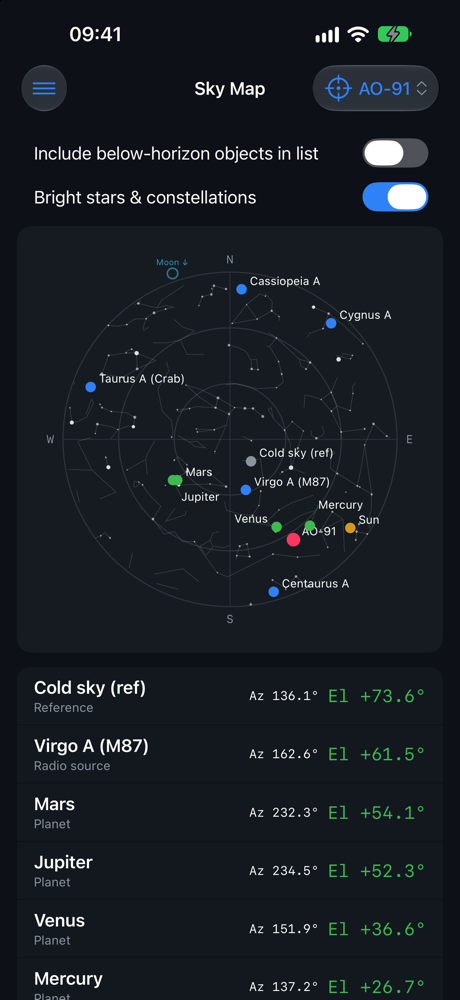 09:41
Sky Map
AO-91
Include below-horizon objects in list
Bright stars & constellations
Moon ↓
N
Cassiopeia A
Cygnus A
Taurus A (Crab)
W
E
Cold sky (ref)
Mars
Virgo A (M87)
Jupiter
Mercury
Venus
Sun
AO-91
Centaurus A
S
Cold sky (ref)
Reference
Az 136.1° El +73.6°
Virgo A (M87)
Radio source
Az 162.6° El +61.5°
Mars
Planet
Az 232.3° El +54.1°
Jupiter
Planet
Az 234.5° El +52.3°
Venus
Planet
Az 151.9° El +36.6°
Mercury
Planet
Az 137.2° El +26.7°